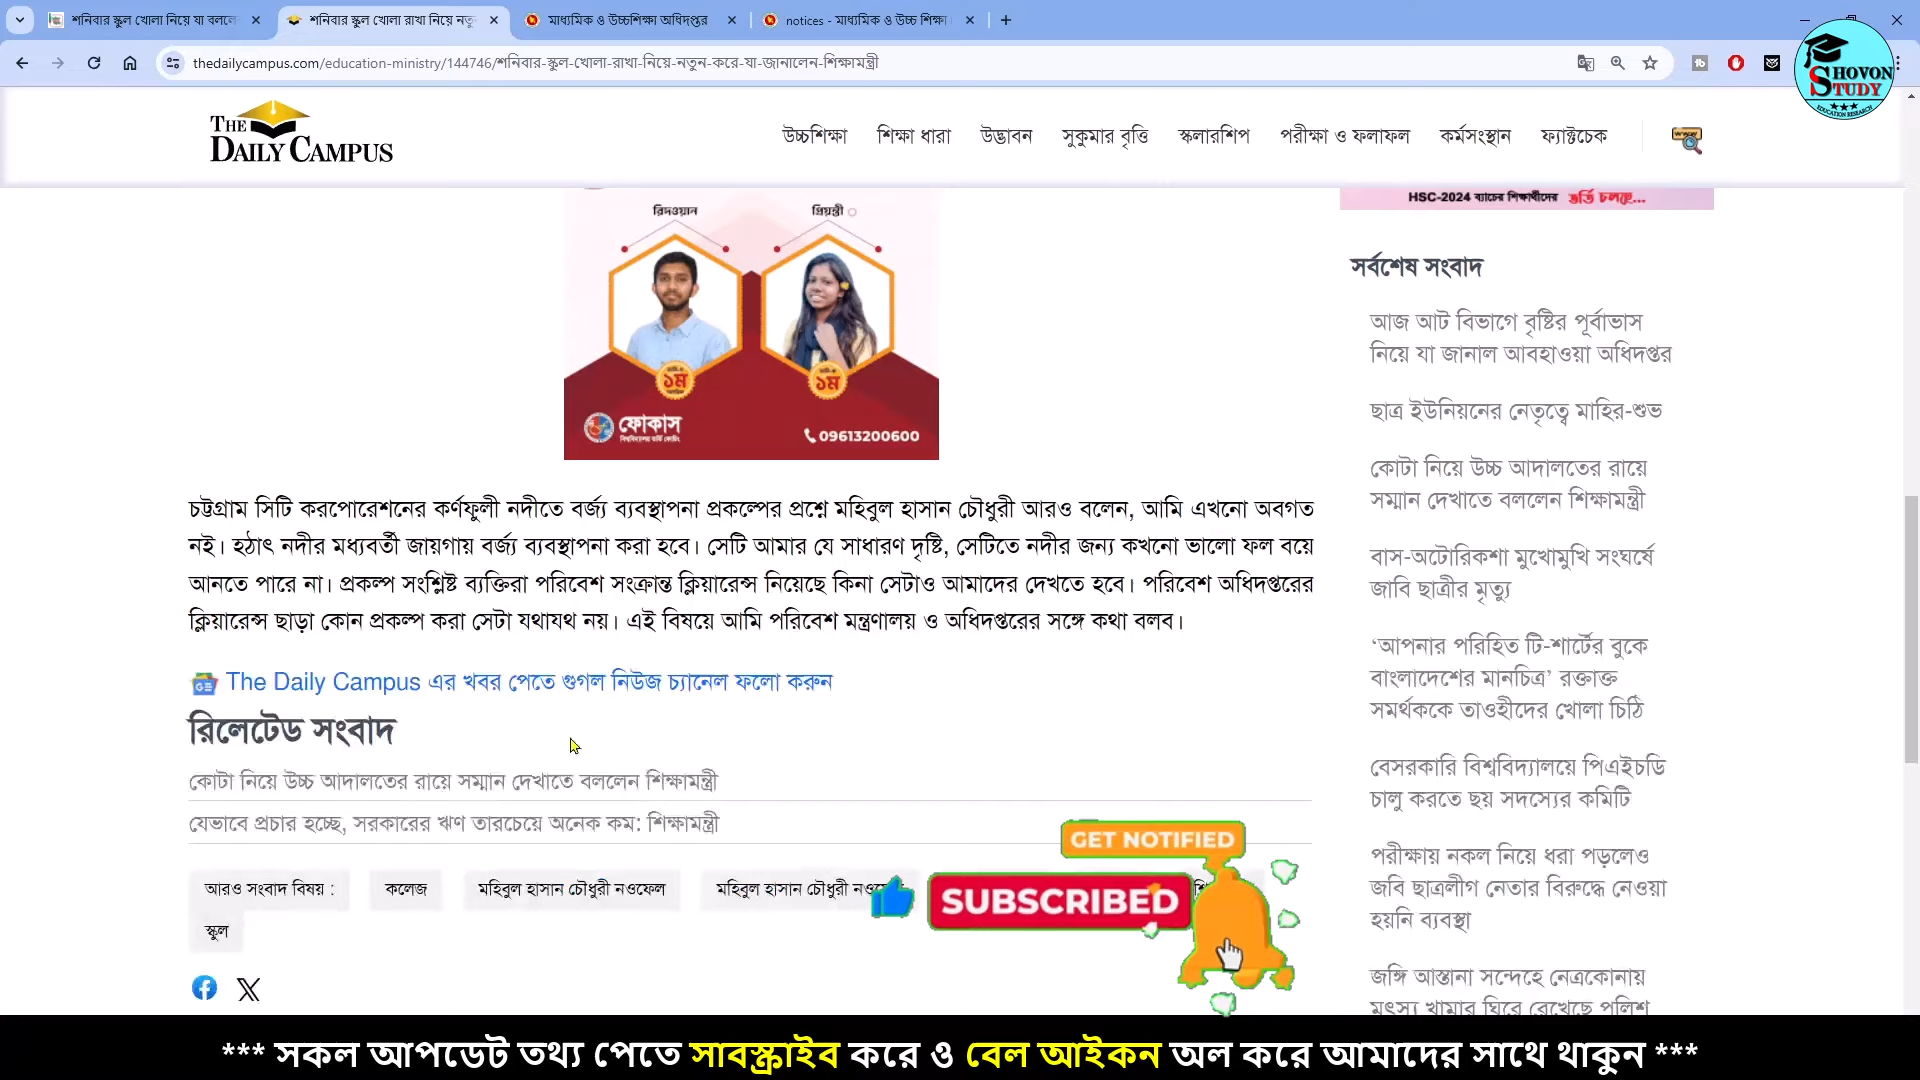 শনিবার স্কুল খোলা নিয়ে যা বললে
শনিবার স্কুল খোলা রাখা নিয়ে নতু
মাধ্যমিক ও উচ্চশিক্ষা অধিদপ্তর
notices - মাধ্যমিক ও উচ্চ শিক্ষা
thedailycampus.com/education-ministry/144746/শনিবার-স্কুল-খোলা-রাখা-নিয়ে-নতুন-করে-যা-জানালেন-শিক্ষামন্ত্রী
SHOVON
STUDY
EDUCATION RESEARCH
THE
DAILY CAMPUS
উচ্চশিক্ষা শিক্ষা ধারা উদ্ভাবন সুকুমার বৃত্তি স্কলারশিপ পরীক্ষা ও ফলাফল কর্মসংস্থান ফ্যাক্টচেক
HSC-2024 ব্যাচের শিক্ষার্থীদের ভর্তি চলছে...
রিদওয়ান
প্রিয়ন্তী
১ম
১ম
ফোকাস
বিশ্ববিদ্যালয় ভর্তি কোচিং
09613200600
চট্টগ্রাম সিটি করপোরেশনের কর্ণফুলী নদীতে বর্জ্য ব্যবস্থাপনা প্রকল্পের প্রশ্নে মহিবুল হাসান চৌধুরী আরও বলেন, আমি এখনো অবগত
নই। হঠাৎ নদীর মধ্যবর্তী জায়গায় বর্জ্য ব্যবস্থাপনা করা হবে। সেটি আমার যে সাধারণ দৃষ্টি, সেটিতে নদীর জন্য কখনো ভালো ফল বয়ে
আনতে পারে না। প্রকল্প সংশ্লিষ্ট ব্যক্তিরা পরিবেশ সংক্রান্ত ক্লিয়ারেন্স নিয়েছে কিনা সেটাও আমাদের দেখতে হবে। পরিবেশ অধিদপ্তরের
ক্লিয়ারেন্স ছাড়া কোন প্রকল্প করা সেটা যথাযথ নয়। এই বিষয়ে আমি পরিবেশ মন্ত্রণালয় ও অধিদপ্তরের সঙ্গে কথা বলব।
The Daily Campus এর খবর পেতে গুগল নিউজ চ্যানেল ফলো করুন
রিলেটেড সংবাদ
কোটা নিয়ে উচ্চ আদালতের রায়ে সম্মান দেখাতে বললেন শিক্ষামন্ত্রী
যেভাবে প্রচার হচ্ছে, সরকারের ঋণ তারচেয়ে অনেক কম: শিক্ষামন্ত্রী
আরও সংবাদ বিষয় : কলেজ মহিবুল হাসান চৌধুরী নওফেল মহিবুল হাসান চৌধুরী
স্কুল
সর্বশেষ সংবাদ
আজ আট বিভাগে বৃষ্টির পূর্বাভাস
নিয়ে যা জানাল আবহাওয়া অধিদপ্তর
ছাত্র ইউনিয়নের নেতৃত্বে মাহির-শুভ
কোটা নিয়ে উচ্চ আদালতের রায়ে
সম্মান দেখাতে বললেন শিক্ষামন্ত্রী
বাস-অটোরিকশা মুখোমুখি সংঘর্ষে
জাবি ছাত্রীর মৃত্যু
‘আপনার পরিহিত টি-শার্টের বুকে
বাংলাদেশের মানচিত্র’ রক্তাক্ত
সমর্থককে তাওহীদের খোলা চিঠি
বেসরকারি বিশ্ববিদ্যালয়ে পিএইচডি
চালু করতে ছয় সদস্যের কমিটি
পরীক্ষায় নকল নিয়ে ধরা পড়লেও
জবি ছাত্রলীগ নেতার বিরুদ্ধে নেওয়া
হয়নি ব্যবস্থা
জঙ্গি আস্তানা সন্দেহে নেত্রকোনায়
মৎস্য খামার ঘিরে রেখেছে পুলিশ
GET NOTIFIED
SUBSCRIBED
*** সকল আপডেট তথ্য পেতে সাবস্ক্রাইব করে ও বেল আইকন অল করে আমাদের সাথে থাকুন ***